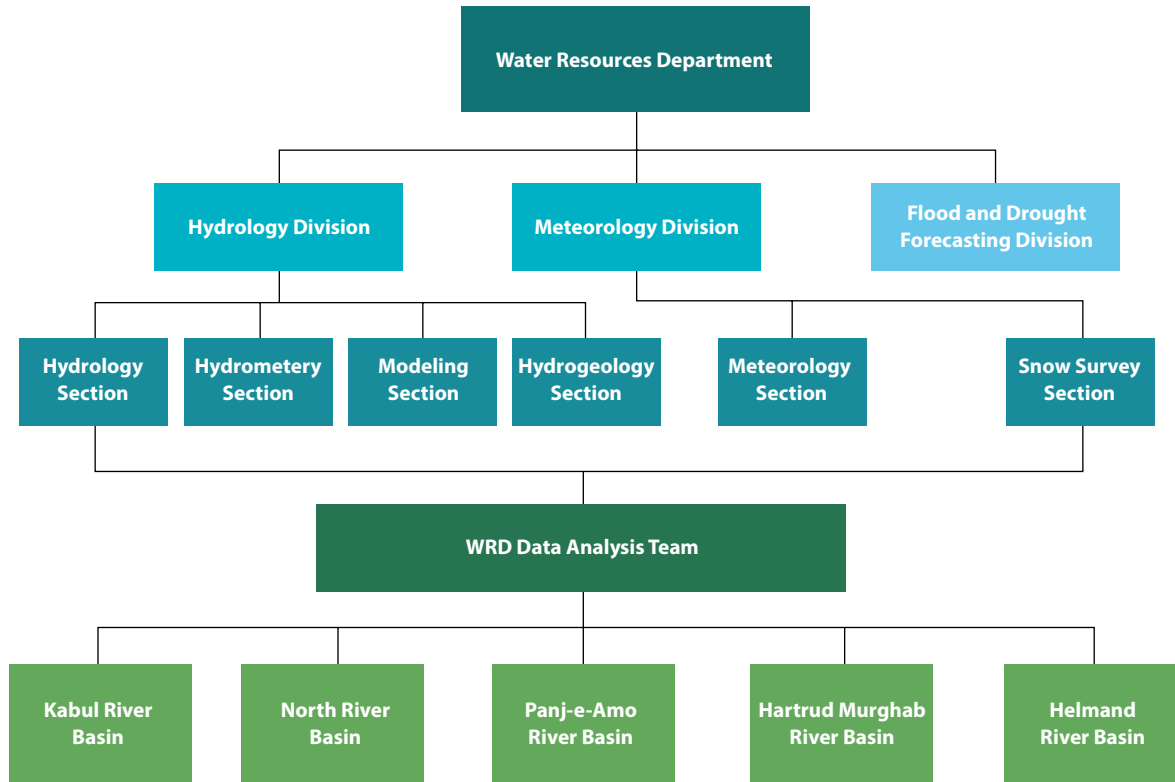 Water Resources Department
Hydrology Division
Meteorology Division
Flood and Drought
Forecasting Division
Hydrology
Section
Hydrometery
Section
Modeling
Section
Hydrogeology
Section
Meteorology
Section
Snow Survey
Section
WRD Data Analysis Team
Kabul River
Basin
North River
Basin
Panj-e-Amo
River Basin
Hartrud Murghab
River Basin
Helmand
River Basin